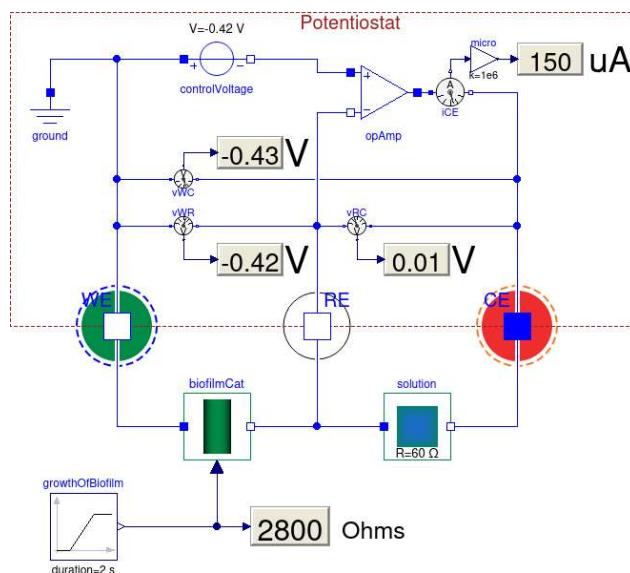 Potentiostat
V=-0.42 V
micro
+ -
controlVoltage
k=1e6
150 uA
+
-
A
iCE
opAmp
ground
-0.43 V
V
vWC
vWR
vRC
-0.42 V
0.01 V
WE
RE
CE
biofilmCat
solution
R=60 Ω
growthOfBiofilm
2800 Ohms
duration=2 s